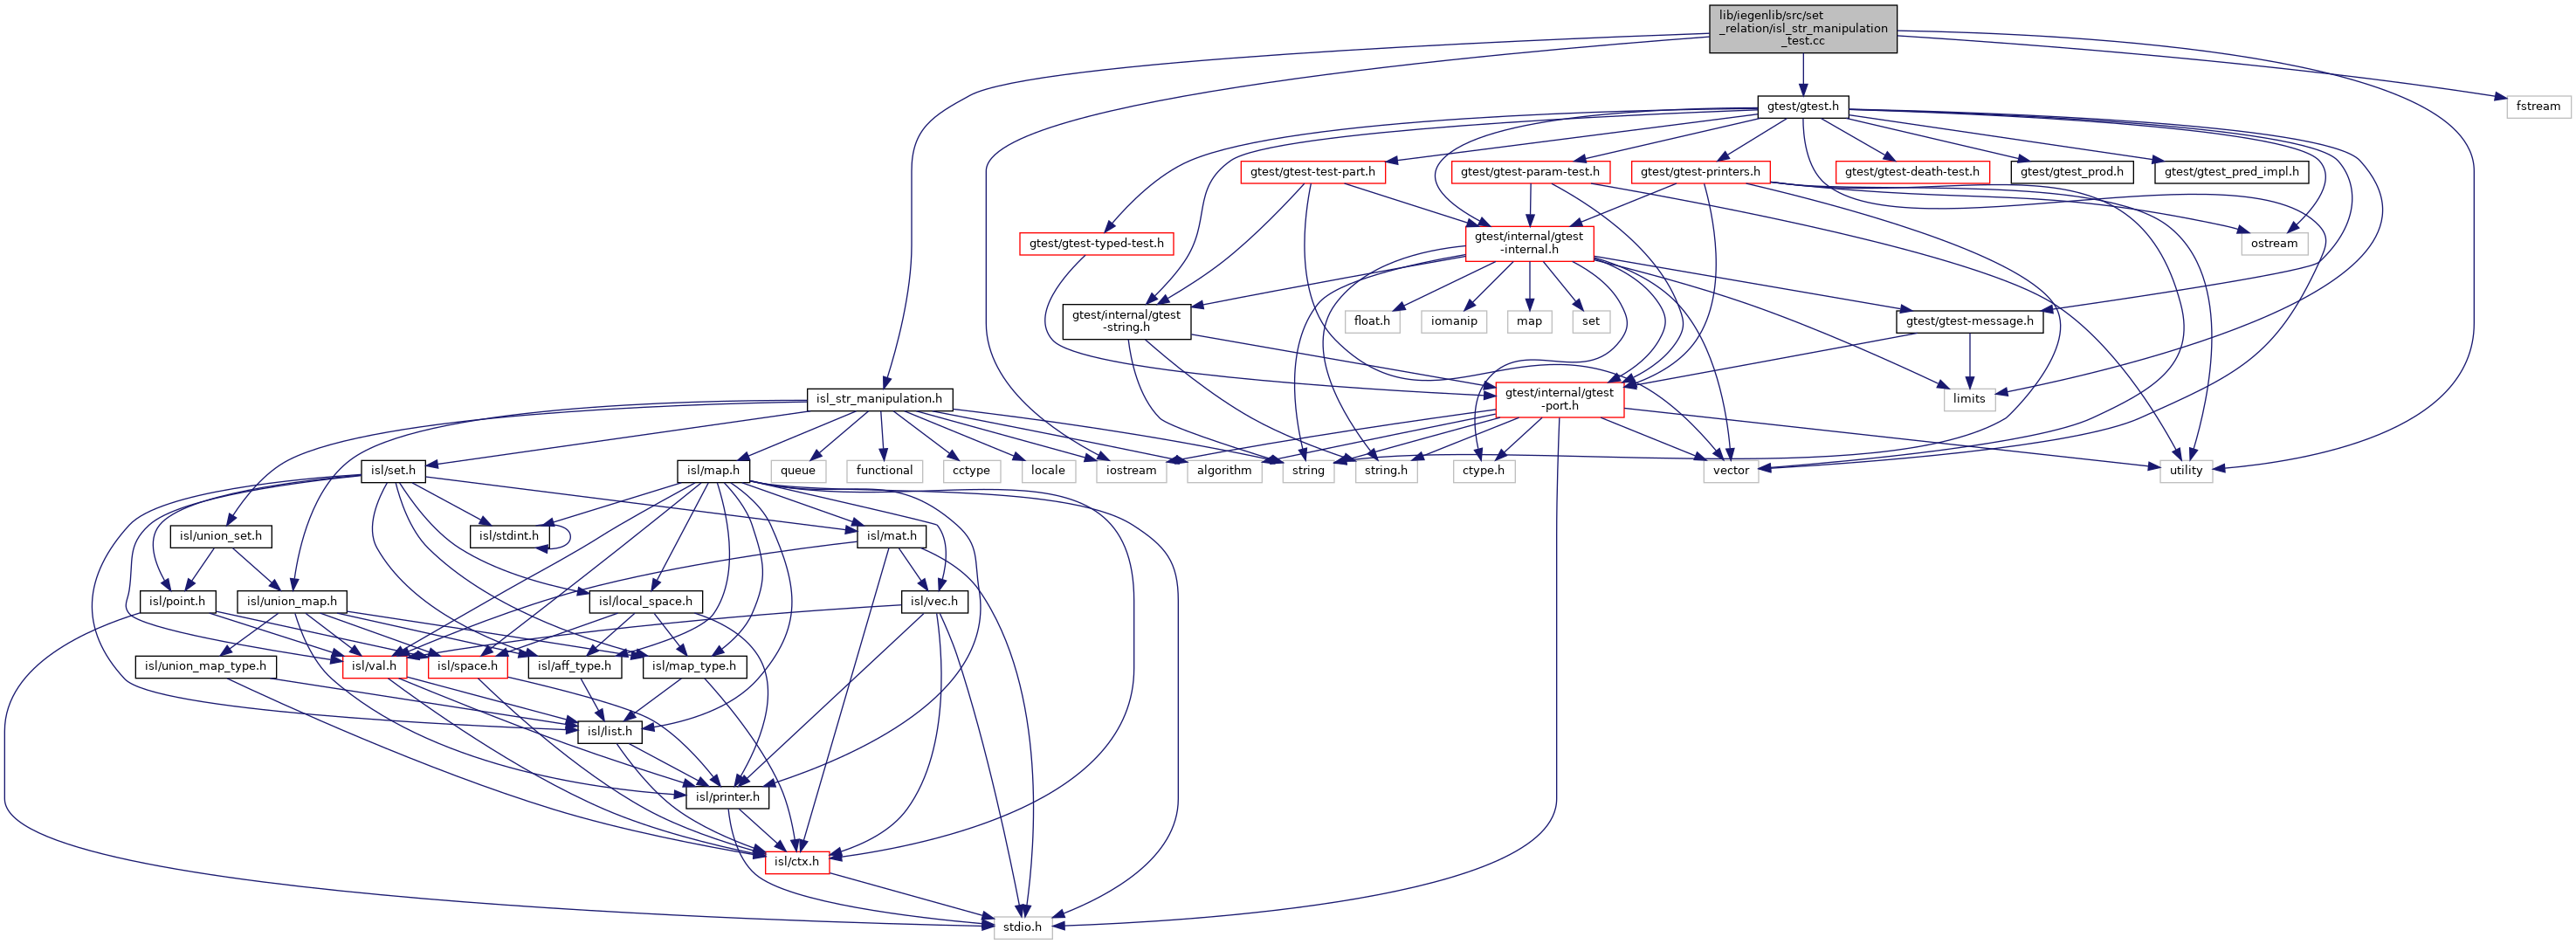 lib/iegenlib/src/set
_relation/isl_str_manipulation
_test.cc
gtest/gtest.h
fstream
gtest/gtest-test-part.h
gtest/gtest-param-test.h
gtest/gtest-printers.h
gtest/gtest-death-test.h
gtest/gtest_prod.h
gtest/gtest_pred_impl.h
gtest/gtest-typed-test.h
gtest/internal/gtest
-internal.h
ostream
gtest/internal/gtest
-string.h
float.h
iomanip
map
set
gtest/gtest-message.h
isl_str_manipulation.h
gtest/internal/gtest
-port.h
limits
isl/set.h
isl/map.h
queue
functional
cctype
locale
iostream
algorithm
string
string.h
ctype.h
vector
utility
isl/union_set.h
isl/stdint.h
isl/mat.h
isl/point.h
isl/union_map.h
isl/local_space.h
isl/vec.h
isl/union_map_type.h
isl/val.h
isl/space.h
isl/aff_type.h
isl/map_type.h
isl/list.h
isl/printer.h
isl/ctx.h
stdio.h